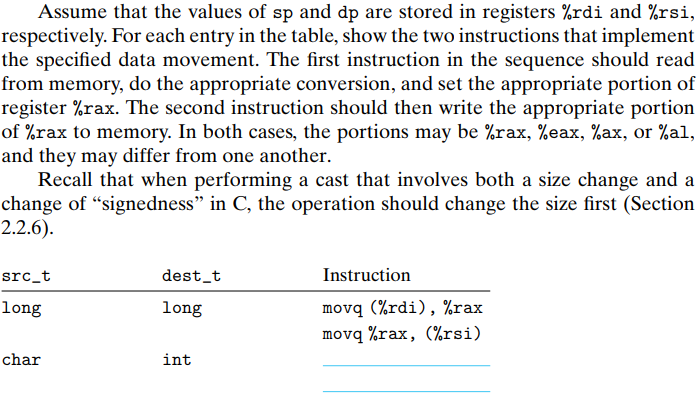 Assume that the values of sp and dp are stored in registers %rdi and %rsi,
respectively. For each entry in the table, show the two instructions that implement
the specified data movement. The first instruction in the sequence should read
from memory, do the appropriate conversion, and set the appropriate portion of
register %rax. The second instruction should then write the appropriate portion
of %rax to memory. In both cases, the portions may be %rax, %eax, %ax, or %al,
and they may differ from one another.
Recall that when performing a cast that involves both a size change and a
change of “signedness” in C, the operation should change the size first (Section
2.2.6).
src_t dest_t Instruction
long long movq (%rdi), %rax
movq %rax, (%rsi)
char int